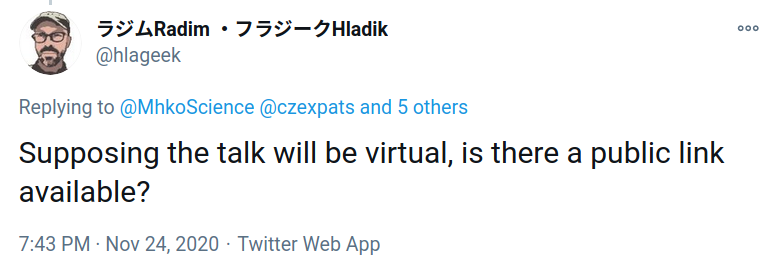 ラジムRadim ・フラジークHladik
@hlageek
Replying to @MhkoScience @czexpats and 5 others
Supposing the talk will be virtual, is there a public link
available?
7:43 PM · Nov 24, 2020 · Twitter Web App